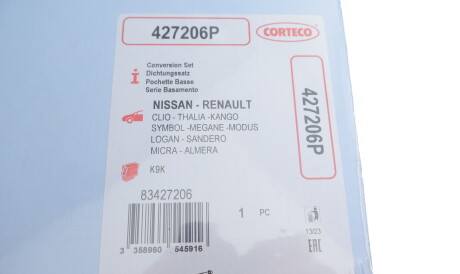 427206P
CORTECO
Conversion Set
Dichtungssatz
Pochette Basse
Serie Basamento
427206P
NISSAN - RENAULT
CLIO - THALIA -KANGO
SYMBOL -MEGANE -MODUS
LOGAN - SANDERO
MICRA - ALMERA
K9K
83427206
1 PC
13/23
3 358960 545916
EAC